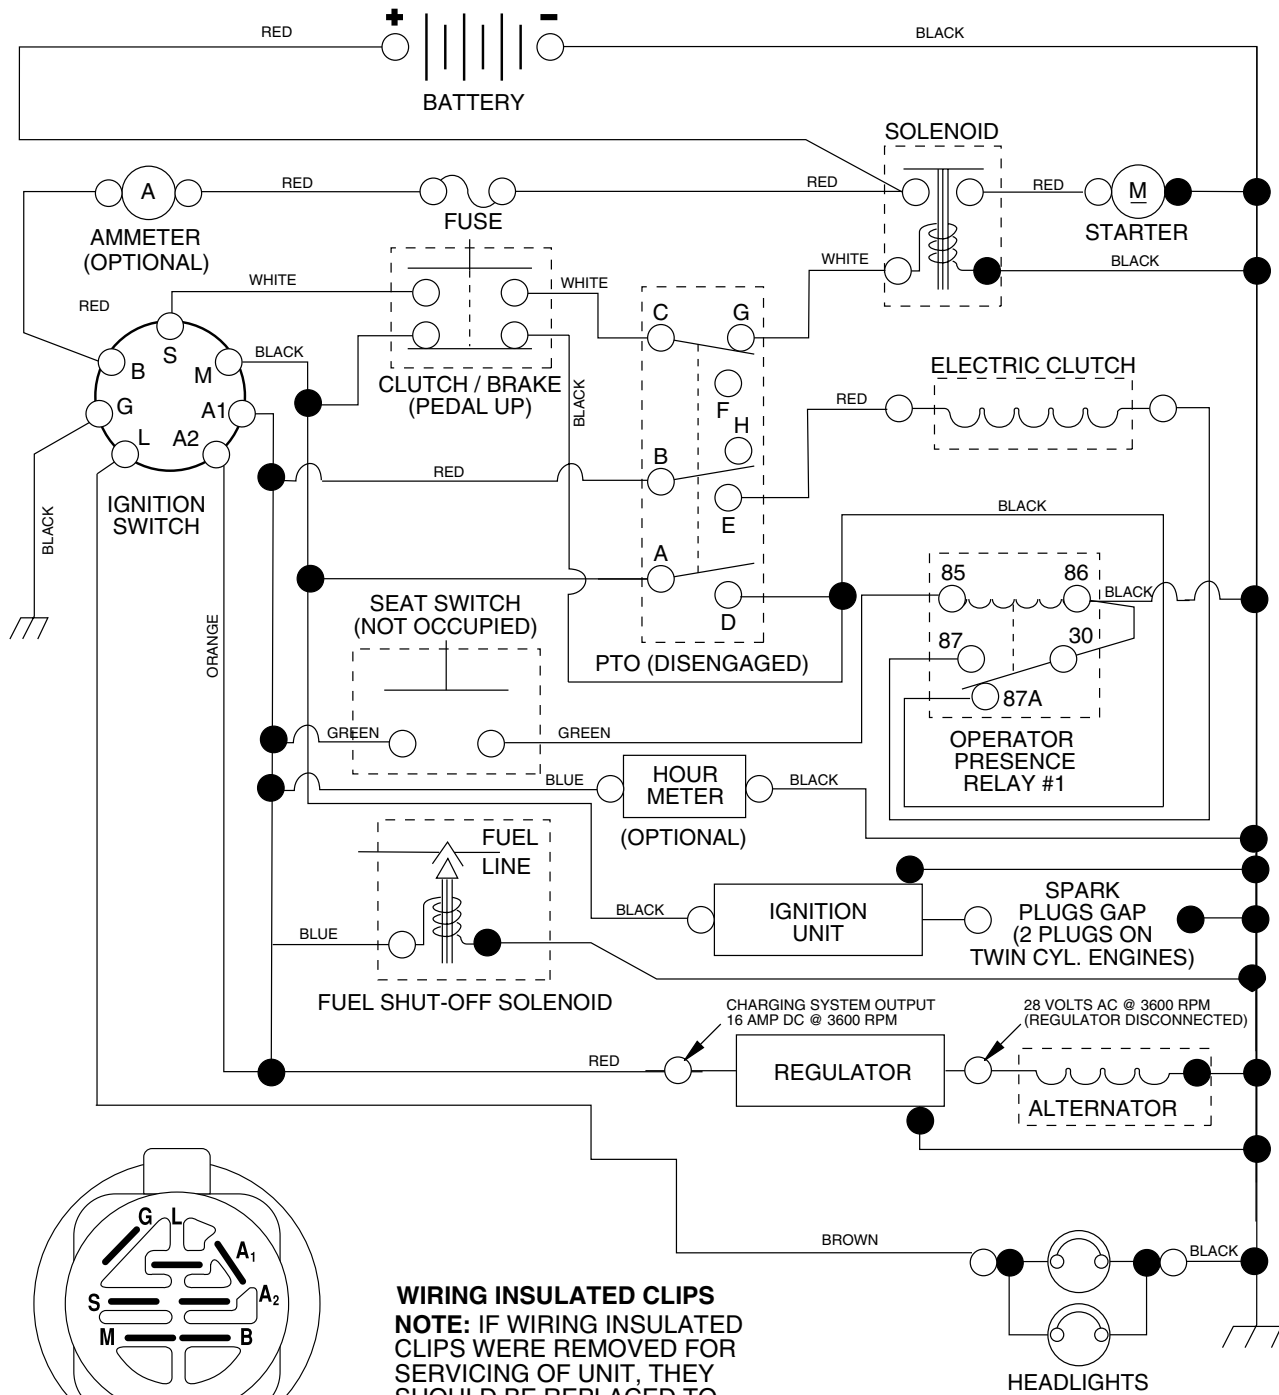 + -
RED
BLACK
BATTERY
SOLENOID
A
RED
FUSE
RED
RED
M
STARTER
AMMETER
(OPTIONAL)
WHITE
WHITE
WHITE
BLACK
RED
S
B
M
G
A1
L
A2
BLACK
IGNITION
SWITCH
CLUTCH / BRAKE
(PEDAL UP)
BLACK
C
G
F
H
B
E
A
D
PTO (DISENGAGED)
ELECTRIC CLUTCH
RED
RED
BLACK
BLACK
ORANGE
SEAT SWITCH
(NOT OCCUPIED)
85
86
BLACK
87
30
87A
OPERATOR
PRESENCE
RELAY #1
GREEN
GREEN
BLUE
HOUR
METER
BLACK
(OPTIONAL)
FUEL
LINE
BLUE
FUEL SHUT-OFF SOLENOID
BLACK
IGNITION
UNIT
SPARK
PLUGS GAP
(2 PLUGS ON
TWIN CYL. ENGINES)
CHARGING SYSTEM OUTPUT
16 AMP DC @ 3600 RPM
28 VOLTS AC @ 3600 RPM
(REGULATOR DISCONNECTED)
RED
REGULATOR
ALTERNATOR
BROWN
BLACK
HEADLIGHTS
G L
A1
A2
S
M
B
WIRING INSULATED CLIPS
NOTE: IF WIRING INSULATED
CLIPS WERE REMOVED FOR
SERVICING OF UNIT, THEY
SHOULD BE REPLACED TO